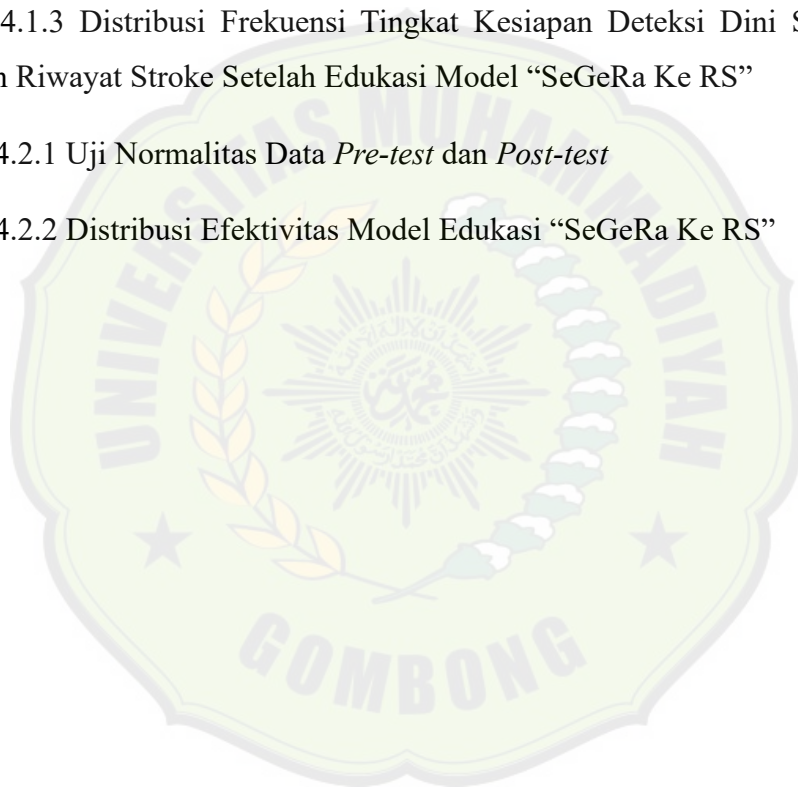 4.1.3 Distribusi Frekuensi Tingkat Kesiapan Deteksi Dini
Riwayat Stroke Setelah Edukasi Model “SeGeRa Ke RS”
4.2.1 Uji Normalitas Data Pre-test dan Post-test
4.2.2 Distribusi Efektivitas Model Edukasi “SeGeRa Ke RS”
UNIVERSITAS MUHAMMADIYAH
GOMBONG